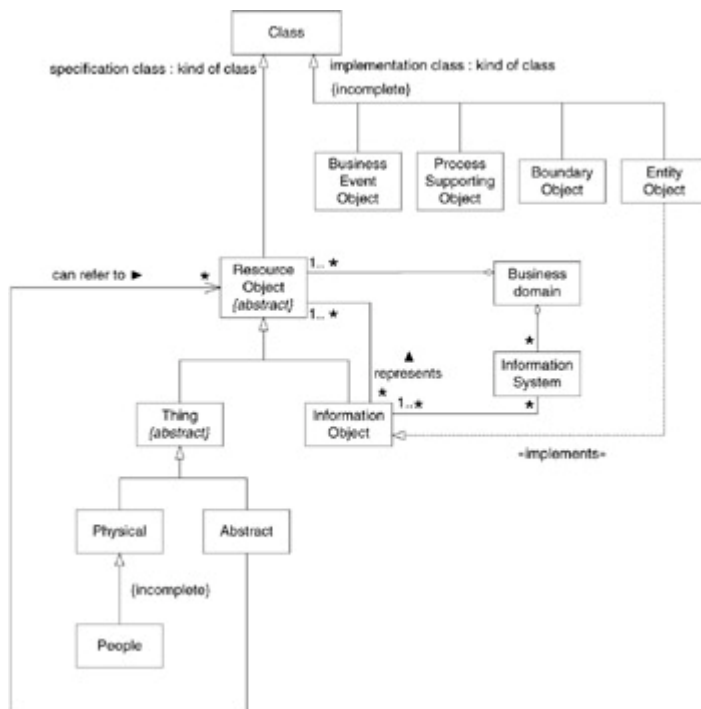 Class
specification class : kind of class
implementation class : kind of class
{incomplete}
Business
Event
Object
Process
Supporting
Object
Boundary
Object
Entity
Object
can refer to ►
★
Resource
Object
{abstract}
1.. ★
1.. ★
Business
domain
★
Information
System
▲
represents
★
1..★
★
Thing
{abstract}
Information
Object
«implements»
Physical
Abstract
{incomplete}
People